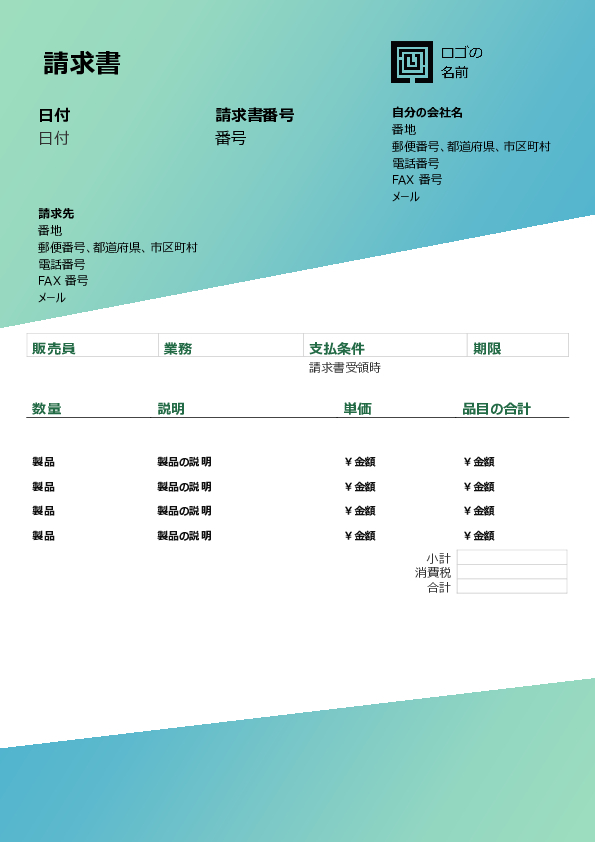 請求書
ロゴの
名前
日付
日付
請求書番号
番号
自分の会社名
番地
郵便番号、都道府県、市区町村
電話番号
FAX 番号
メール
請求先
番地
郵便番号、都道府県、市区町村
電話番号
FAX 番号
メール
販売員 業務 支払条件 期限
請求書受領時
数量 説明 単価 品目の合計
製品 製品の説明 ¥ 金額 ¥ 金額
製品 製品の説明 ¥ 金額 ¥ 金額
製品 製品の説明 ¥ 金額 ¥ 金額
製品 製品の説明 ¥ 金額 ¥ 金額
小計
消費税
合計